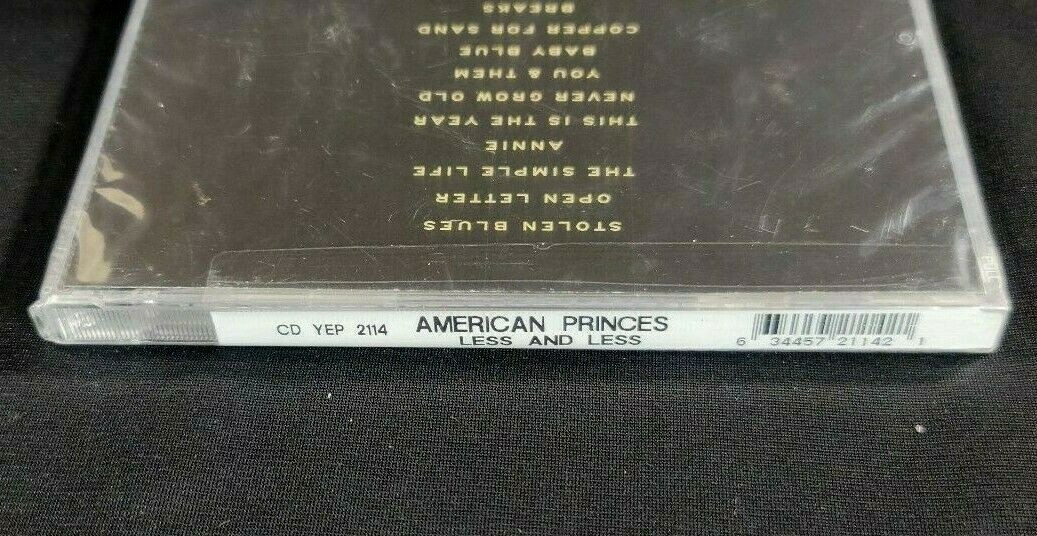 STOLEN BLUES
OPEN LETTER
THE SIMPLE LIFE
ANNIE
THIS IS THE YEAR
NEVER GROW OLD
YOU & THEM
BABY BLUE
COPPER FOR SAND
BREAKS
CD YEP 2114 AMERICAN PRINCES
LESS AND LESS
6 34457 21142 1